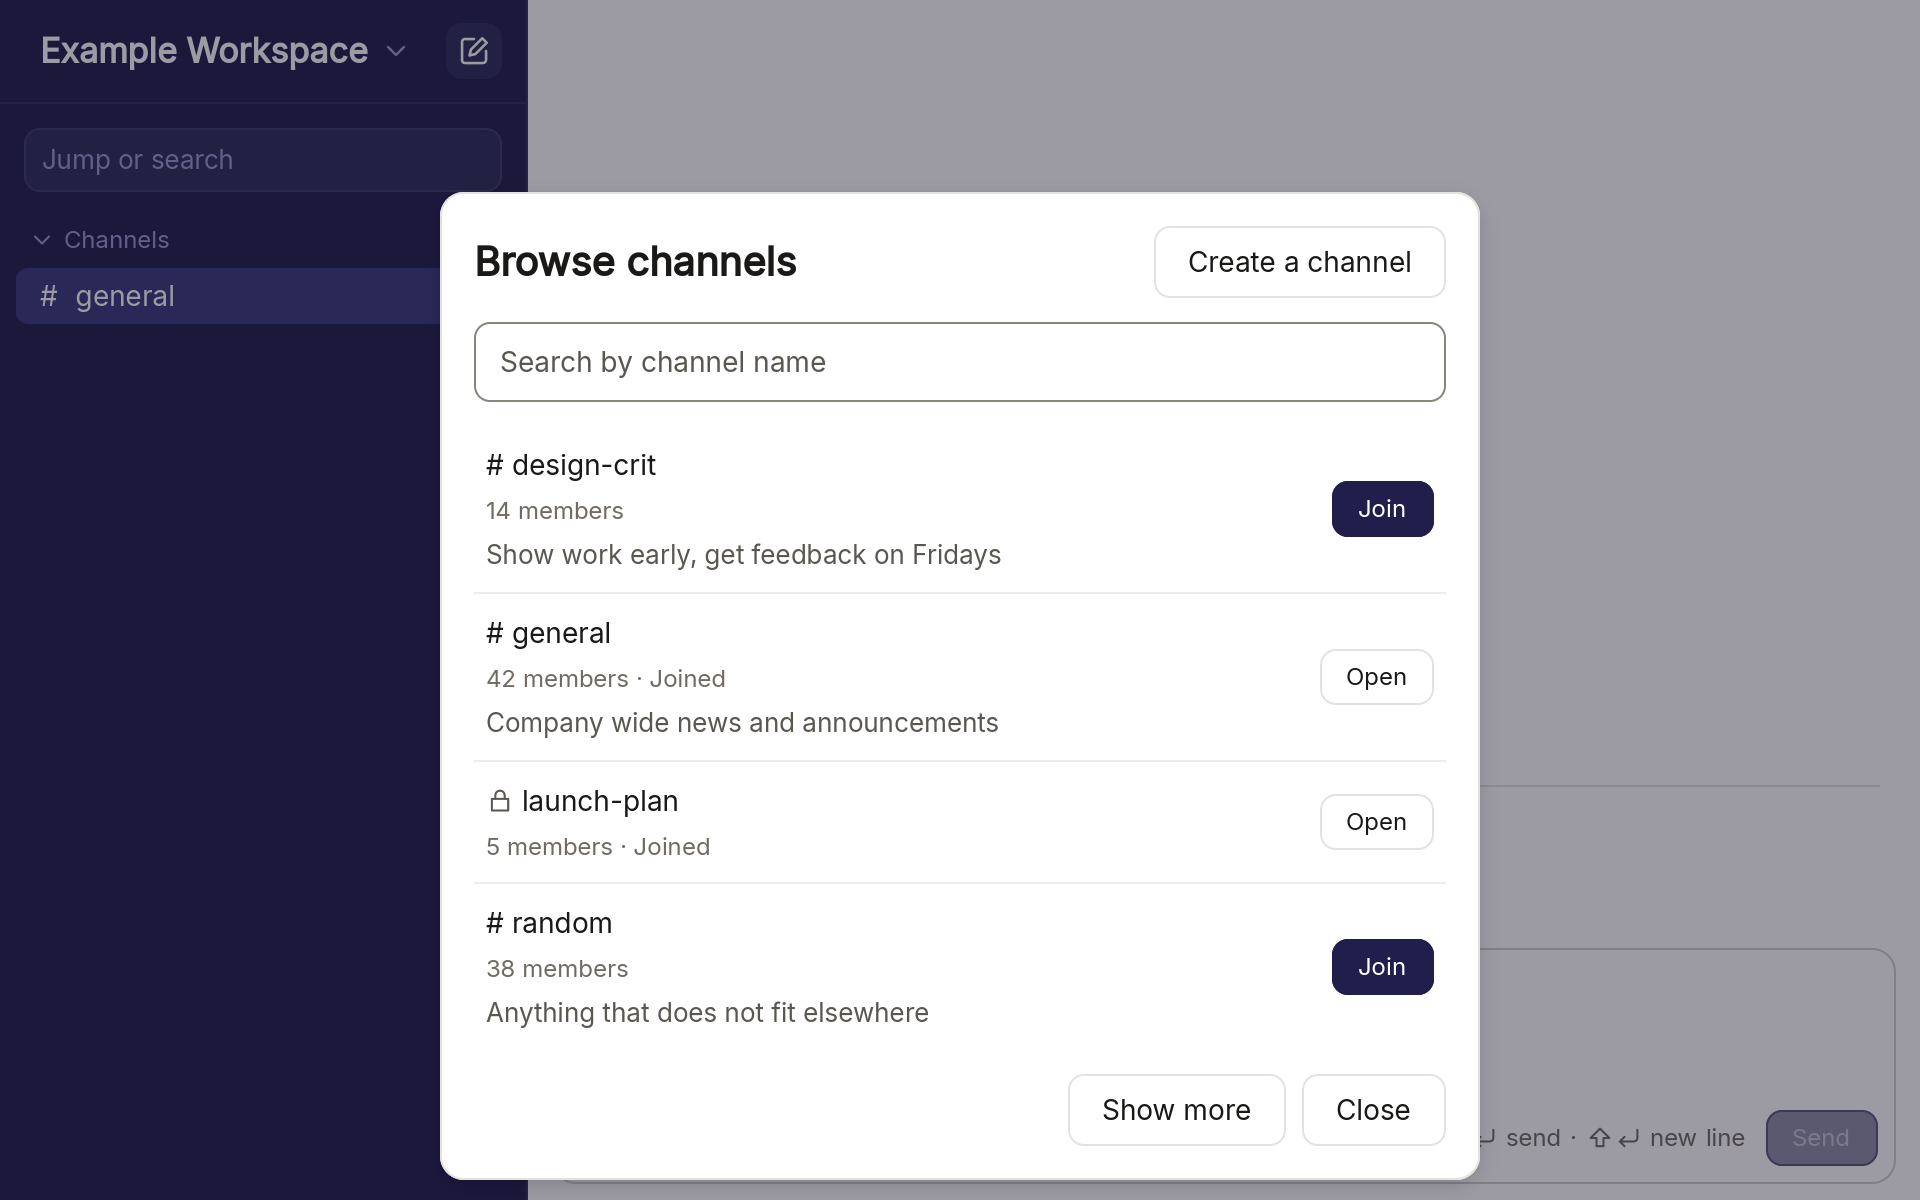 Example Workspace
Jump or search
Channels
# general
Browse channels
Create a channel
Search by channel name
# design-crit
14 members
Join
Show work early, get feedback on Fridays
# general
42 members · Joined
Open
Company wide news and announcements
launch-plan
Open
5 members · Joined
# random
38 members
Join
Anything that does not fit elsewhere
Show more
Close
send · new line
Send